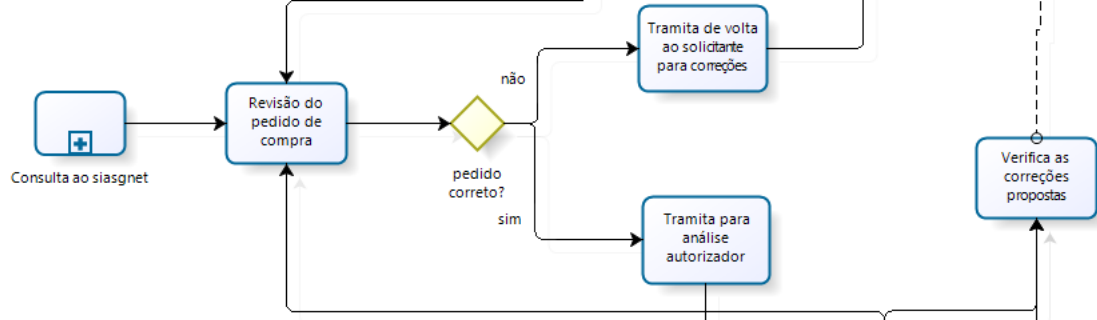 Tramita de volta
ao solicitante
para correções
não
Revisão do
pedido de
compra
Consulta ao siasgnet
pedido
correto?
Verifica as
correções
propostas
sim
Tramita para
análise
autorizador